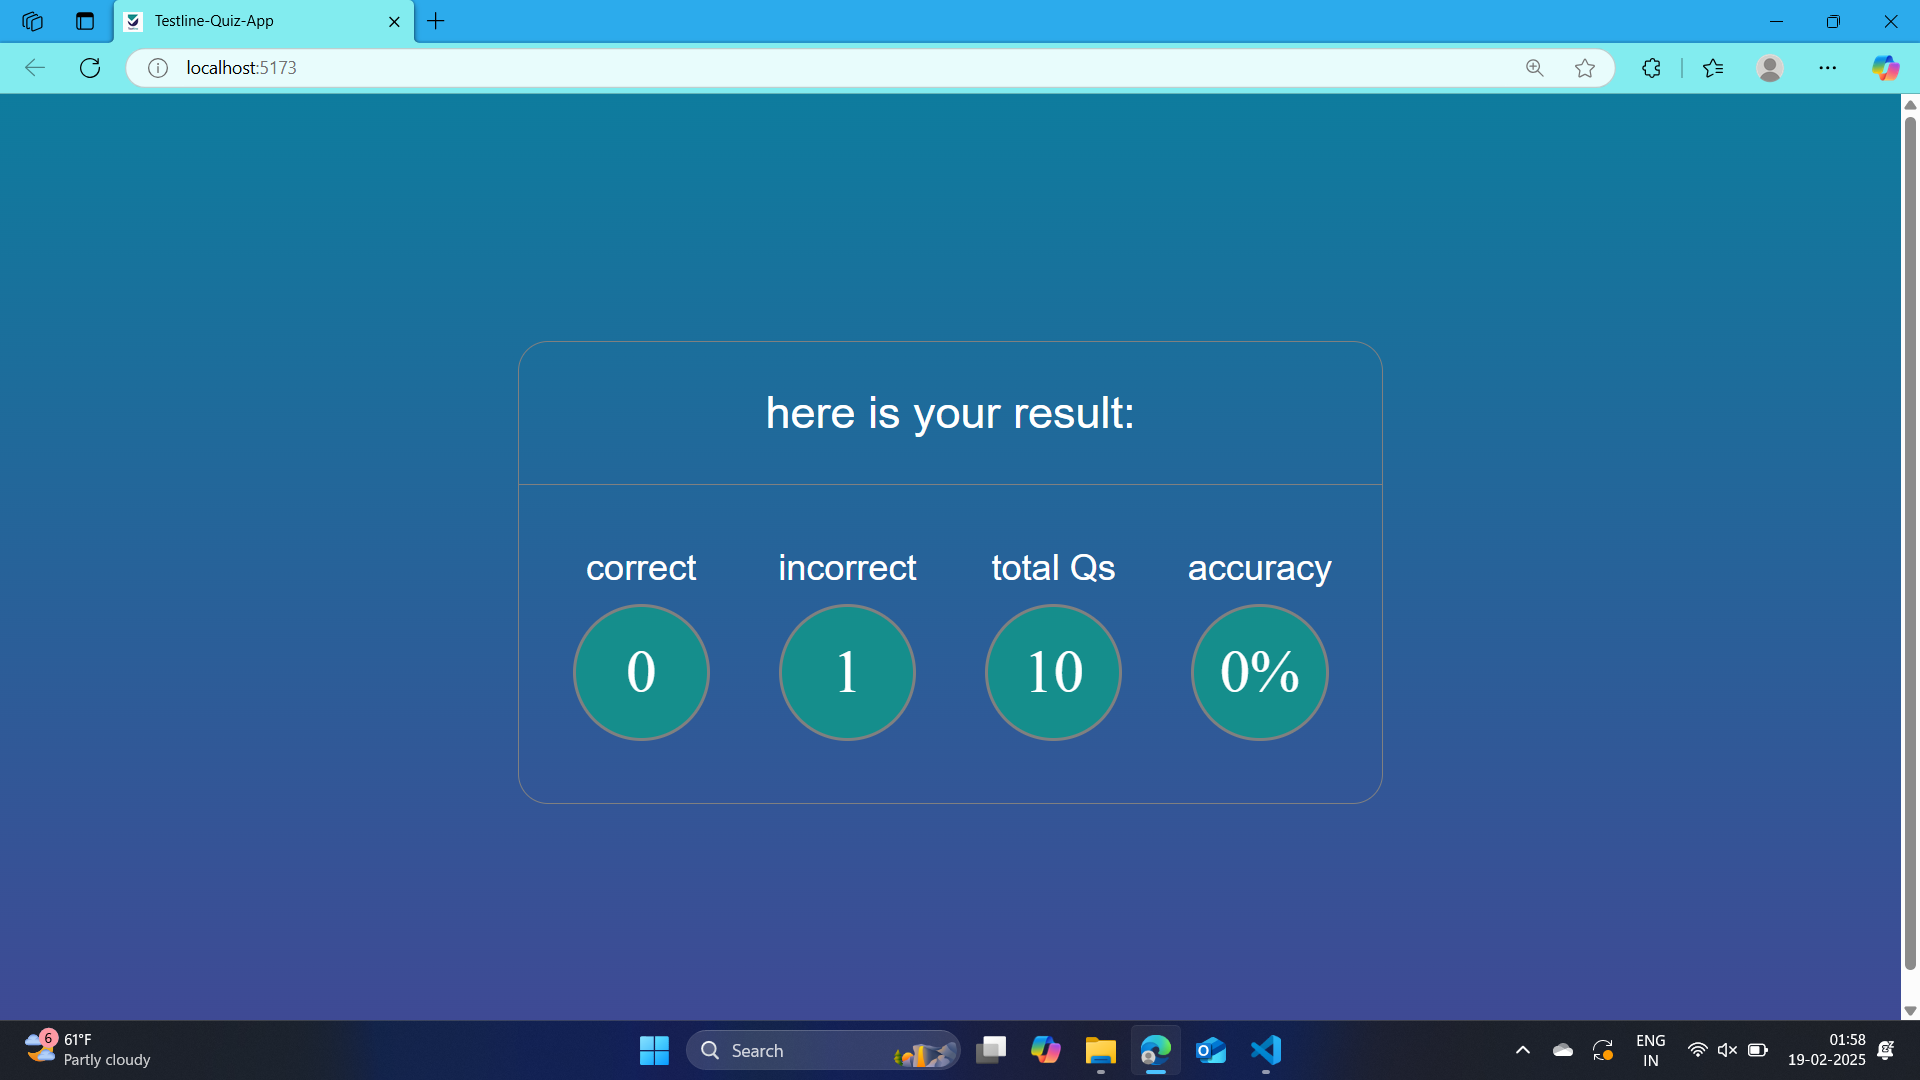 Testline-Quiz-App
localhost:5173
here is your result:
correct incorrect total Qs accuracy
0 1 10 0%
6 61°F
Partly cloudy
Search
ENG
IN
01:58
19-02-2025